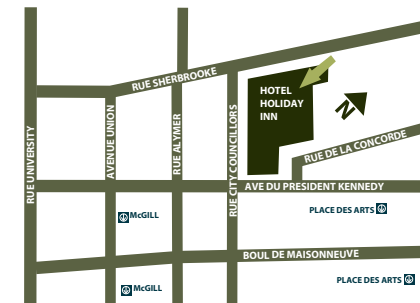 RUE SHERBROOKE
HOTEL
HOLIDAY
INN
N
RUE UNIVERSITY
AVENUE UNION
RUE ALYMER
RUE CITY COUNCILLORS
RUE DE LA CONCORDE
AVE DU PRESIDENT KENNEDY
McGILL
PLACE DES ARTS
BOUL DE MAISONNEUVE
McGILL
PLACE DES ARTS